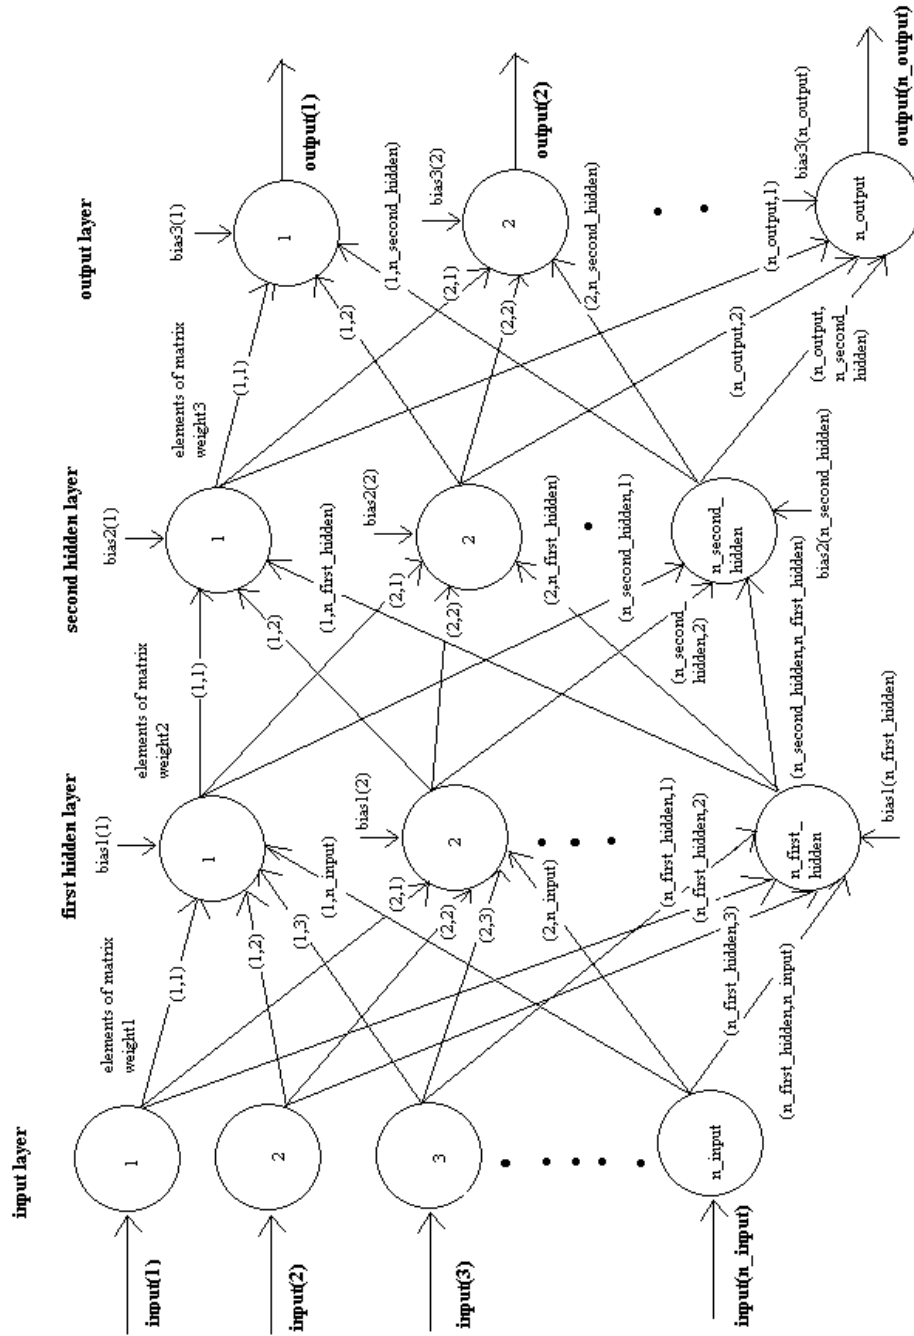 input layer
first hidden layer
second hidden layer
output layer
elements of matrix
weight1
elements of matrix
weight2
elements of matrix
weight3
bias1(1)
bias2(1)
bias3(1)
input(1)
1
(1,1)
1
(1,1)
1
(1,1)
1
output(1)
(1,2)
(1,3)
(1,n_input)
(1,2)
(1,n_first_hidden)
(1,2)
(1,n_second_hidden)
input(2)
2
(2,1)
(2,2)
(2,3)
(2,n_input)
bias1(2)
2
(2,1)
(2,2)
(2,n_first_hidden)
bias2(2)
2
(2,1)
(2,2)
(2,n_second_hidden)
bias3(2)
2
output(2)
input(3)
3
(n_first_hidden,1)
(n_first_hidden,2)
(n_first_hidden,3)
(n_first_hidden,n_input)
(n_second_hidden,1)
(n_second_
hidden,2)
(n_second_hidden,n_first_hidden)
(n_output,1)
(n_output,2)
(n_output,
n_second_
hidden)
input(n_input)
n_input
n_first_
hidden
bias1(n_first_hidden)
n_second_
hidden
bias2(n_second_hidden)
bias3(n_output)
n_output
output(n_output)